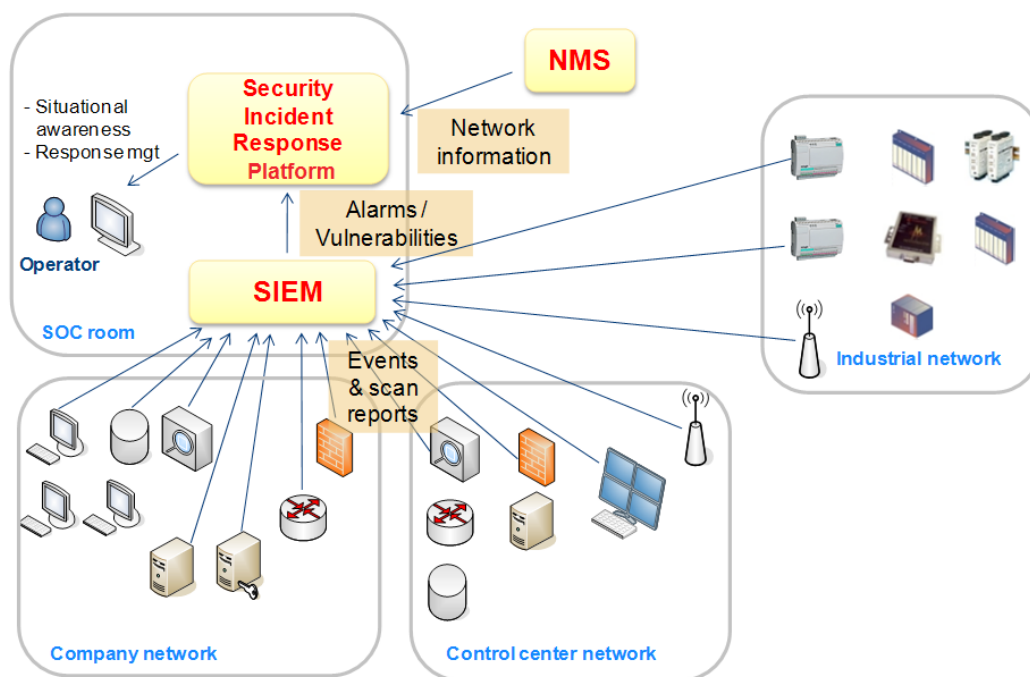 NMS
Security
Incident
Response
Platform
- Situational
awareness
- Response mgt
Network
information
Alarms /
Vulnerabilities
Operator
SIEM
SOC room
Industrial network
Events
& scan
reports
Company network
Control center network